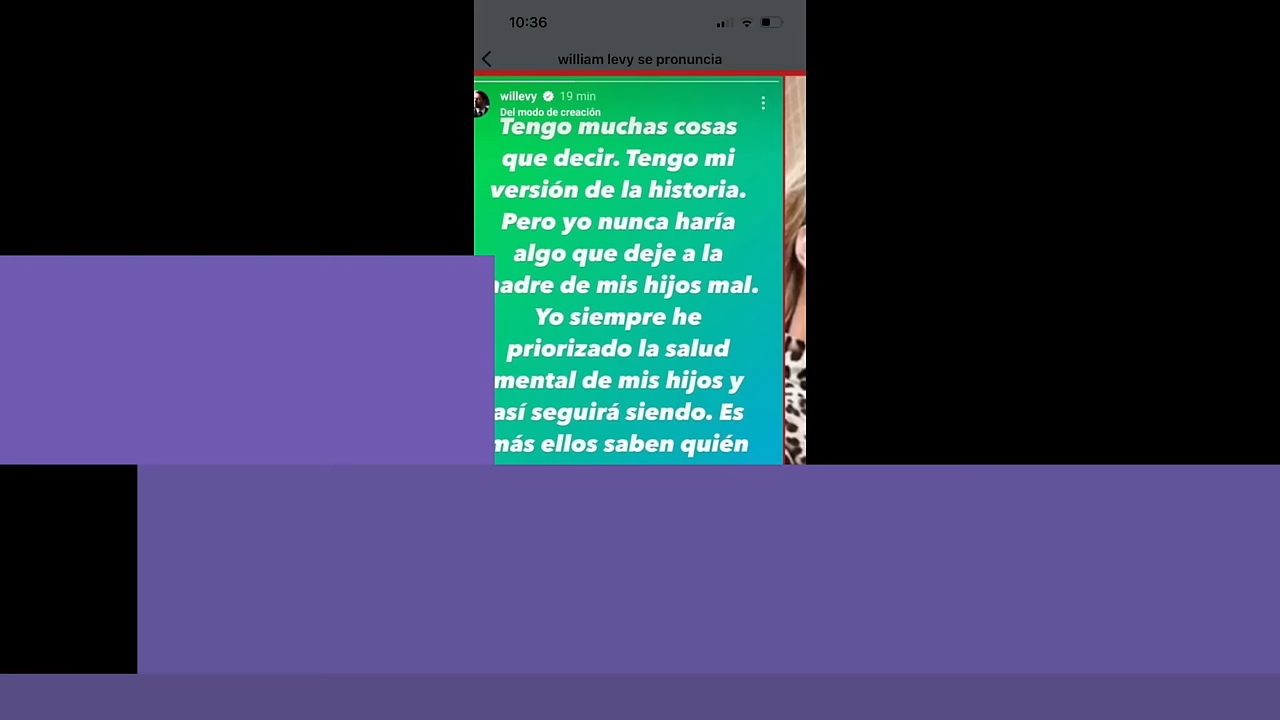 10:36
william levy se pronuncia
willevy 19 min
Del modo de creación
Tengo muchas cosas
que decir. Tengo mi
versión de la historia.
Pero yo nunca haría
algo que deje a la
madre de mis hijos mal.
Yo siempre he
priorizado la salud
mental de mis hijos y
así seguirá siendo. Es
más ellos saben quién